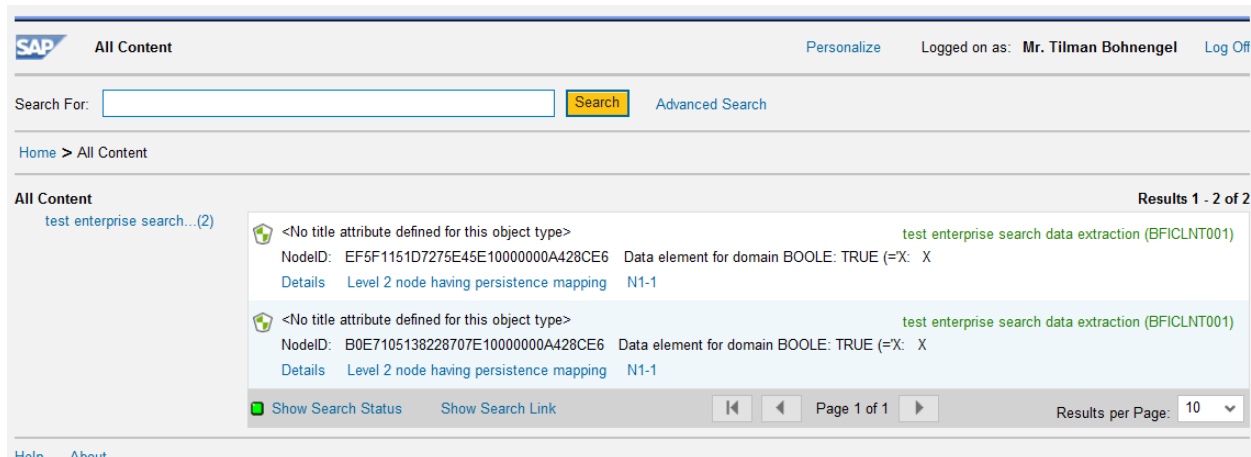 SAP All Content Personalize Logged on as: Mr. Tilman Bohnengel Log Off
Search For: Search Advanced Search
Home > All Content
All Content Results 1 - 2 of 2
test enterprise search...(2)
<No title attribute defined for this object type> test enterprise search data extraction (BFICLNT001)
NodeID: EF5F1151D7275E45E10000000A428CE6 Data element for domain BOOLE: TRUE (='X: X
Details Level 2 node having persistence mapping N1-1
<No title attribute defined for this object type> test enterprise search data extraction (BFICLNT001)
NodeID: B0E7105138228707E10000000A428CE6 Data element for domain BOOLE: TRUE (='X: X
Details Level 2 node having persistence mapping N1-1
Show Search Status Show Search Link Page 1 of 1 Results per Page: 10
Help About